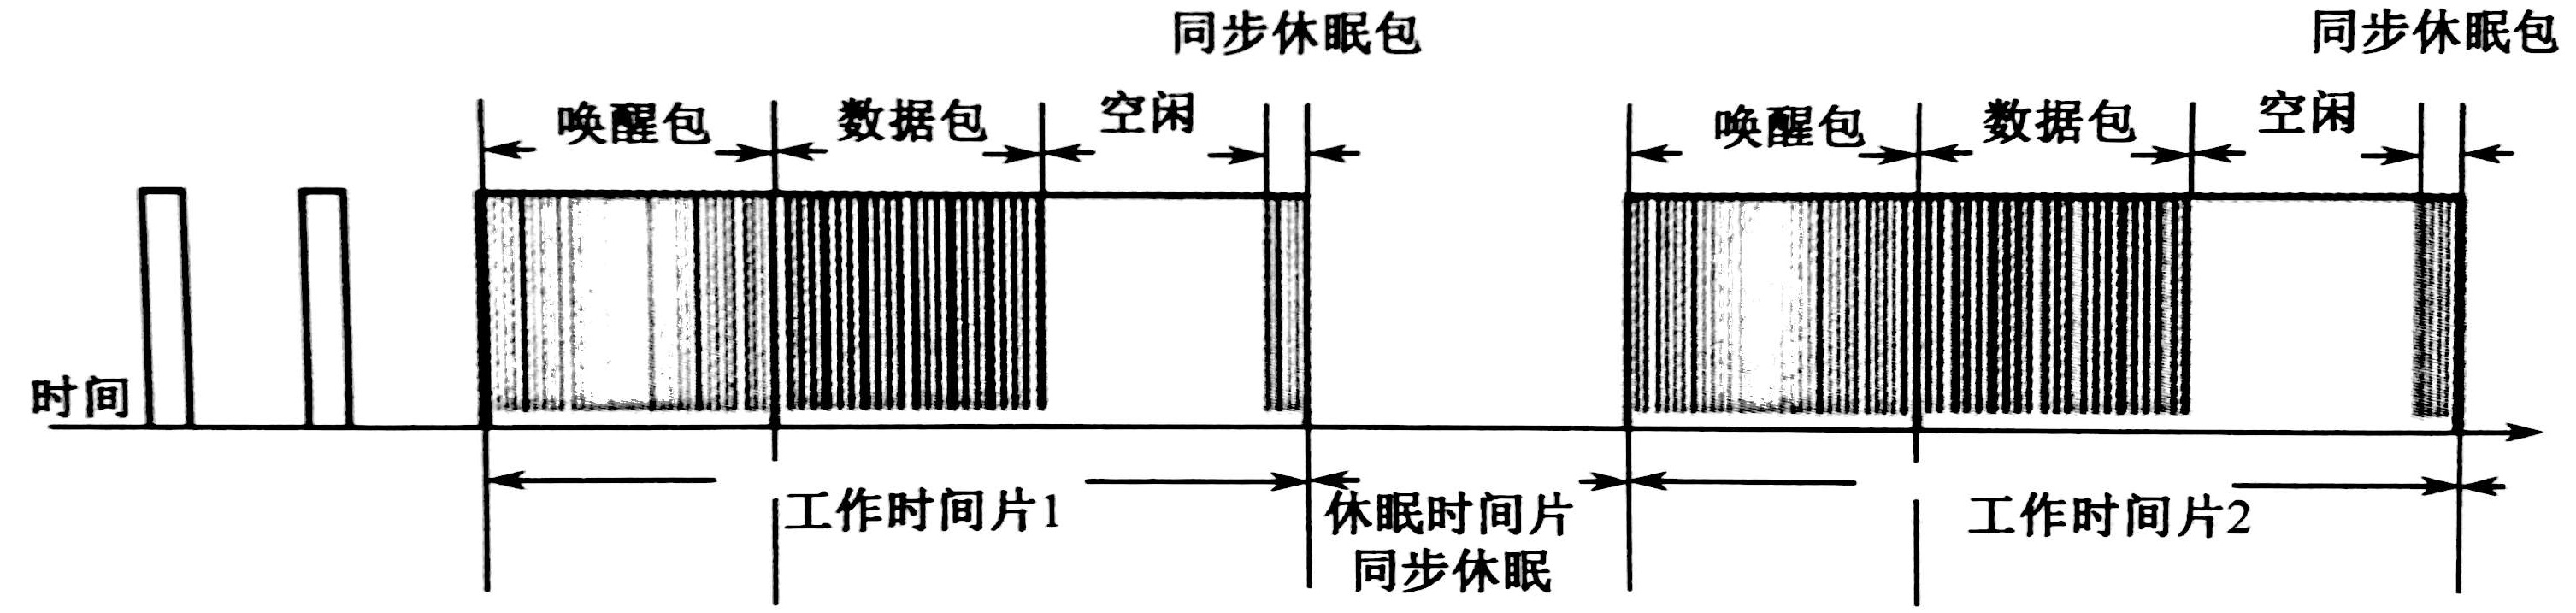 同步休眠包
同步休眠包
唤醒包
数据包
空闲
唤醒包
数据包
空闲
时间
工作时间片1
休眠时间片
同步休眠
工作时间片2